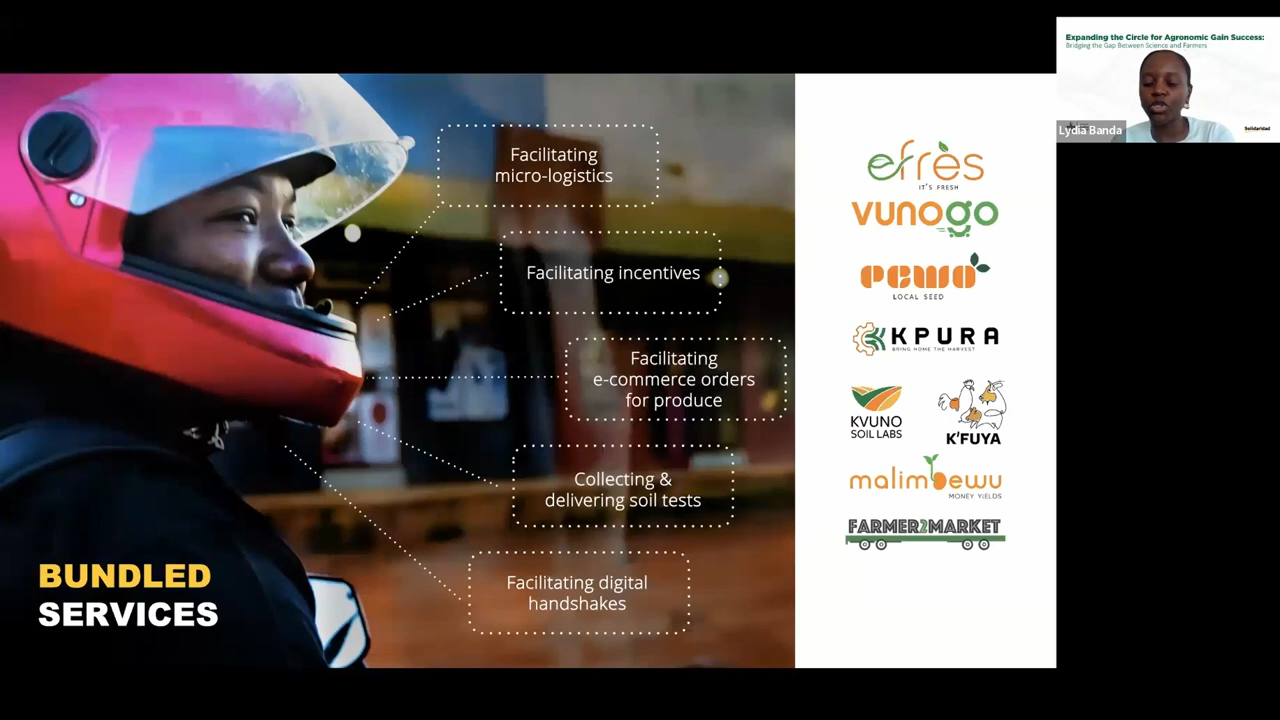 Facilitating
micro-logistics
Facilitating incentives
Facilitating
e-commerce orders
for produce
Collecting &
delivering soil tests
Facilitating digital
handshakes
BUNDLED
SERVICES
efrès
IT'S FRESH
vunogo
pewo
LOCAL SEED
KPURA
BRING HOME THE HARVEST
KVUNO
SOIL LABS
K'FUYA
malimbewu
MONEY YIELDS
FARMER2MARKET
Expanding the Circle for Agronomic Gain Success:
Bridging the Gap Between Science and Farmers
Lydia Banda
Solidaridad